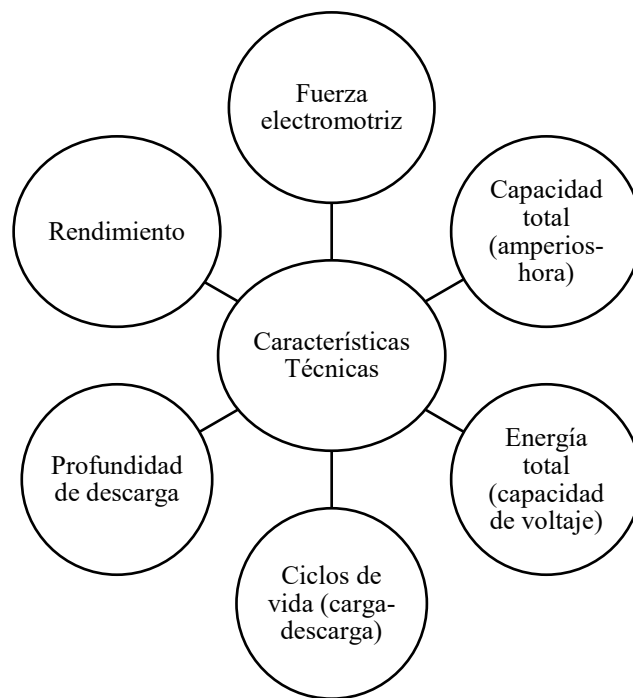 Fuerza
electromotriz
Capacidad
total
(amperios-
hora)
Rendimiento
Característícas
Técnicas
Energía
total
(capacidad
de voltaje)
Profundidad
de descarga
Ciclos de
vida (carga-
descarga)